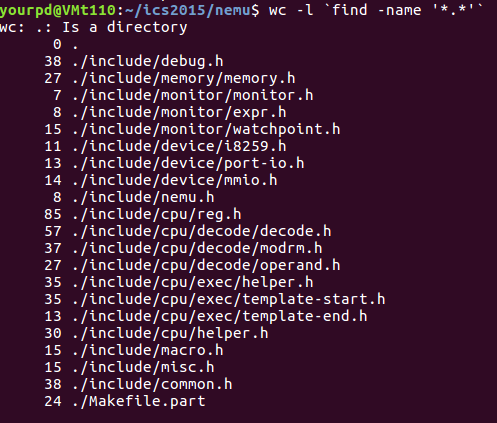 yourpd@VMt110:~/ics2015/nemu$ wc -l `find -name '*.*'`
wc: .: Is a directory
0 .
38 ./include/debug.h
27 ./include/memory/memory.h
7 ./include/monitor/monitor.h
8 ./include/monitor/expr.h
15 ./include/monitor/watchpoint.h
11 ./include/device/i8259.h
13 ./include/device/port-io.h
14 ./include/device/mmio.h
8 ./include/nemu.h
85 ./include/cpu/reg.h
57 ./include/cpu/decode/decode.h
37 ./include/cpu/decode/modrm.h
27 ./include/cpu/decode/operand.h
35 ./include/cpu/exec/helper.h
35 ./include/cpu/exec/template-start.h
13 ./include/cpu/exec/template-end.h
30 ./include/cpu/helper.h
15 ./include/macro.h
15 ./include/misc.h
38 ./include/common.h
24 ./Makefile.part